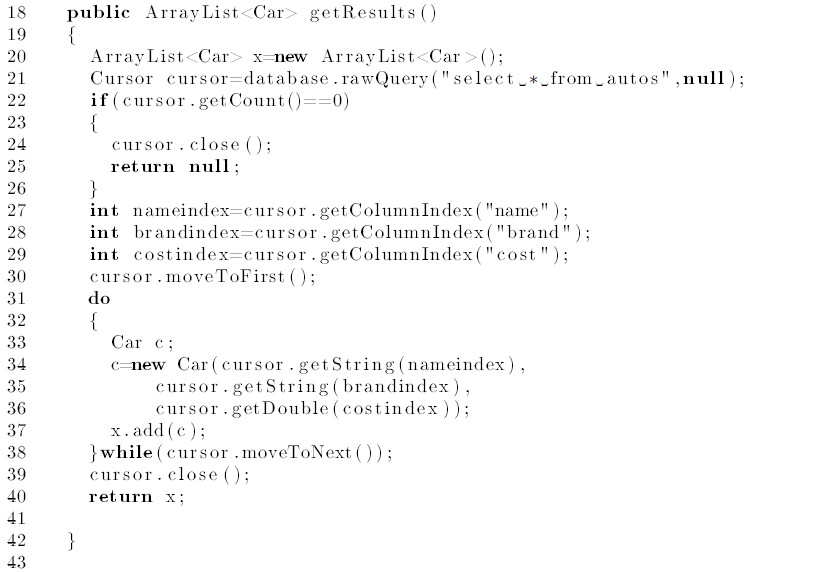 18 public ArrayList<Car> getResults()
19 {
20 ArrayList<Car> x=new ArrayList<Car>();
21 Cursor cursor=database.rawQuery("select␣*␣from␣autos",null);
22 if(cursor.getCount()==0)
23 {
24 cursor.close();
25 return null;
26 }
27 int nameindex=cursor.getColumnIndex("name");
28 int brandindex=cursor.getColumnIndex("brand");
29 int costindex=cursor.getColumnIndex("cost");
30 cursor.moveToFirst();
31 do
32 {
33 Car c;
34 c=new Car(cursor.getString(nameindex),
35 cursor.getString(brandindex),
36 cursor.getDouble(costindex));
37 x.add(c);
38 }while(cursor.moveToNext());
39 cursor.close();
40 return x;
41
42 }
43